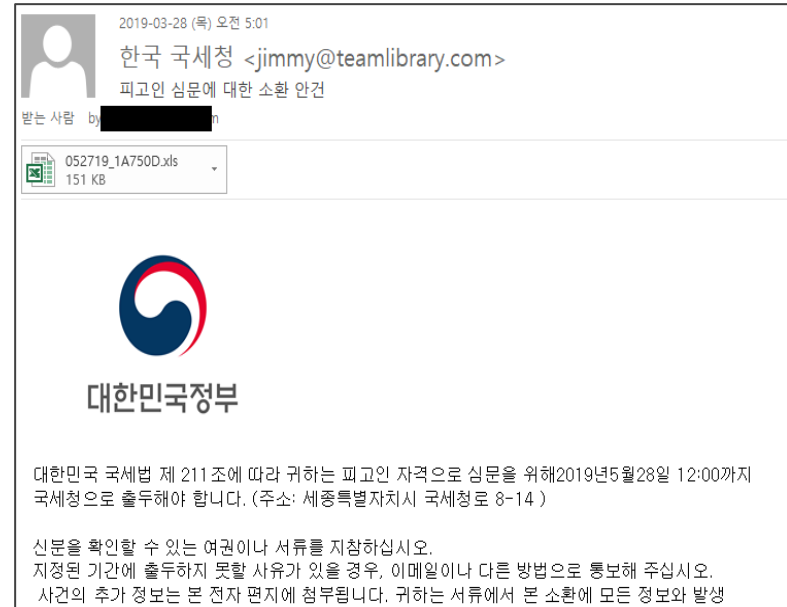 2019-03-28 (목) 오전 5:01
한국 국세청 <jimmy@teamlibrary.com>
피고인 심문에 대한 소환 안건
받는 사람 by
052719_1A750D.xls
151 KB
대한민국정부
대한민국 국세법 제 211조에 따라 귀하는 피고인 자격으로 심문을 위해2019년5월28일 12:00까지
국세청으로 출두해야 합니다. (주소: 세종특별자치시 국세청로 8-14 )
신분을 확인할 수 있는 여권이나 서류를 지참하십시오.
지정된 기간에 출두하지 못할 사유가 있을 경우, 이메일이나 다른 방법으로 통보해 주십시오.
사건의 추가 정보는 본 전자 편지에 첨부됩니다. 귀하는 서류에서 본 소환에 모든 정보와 발생